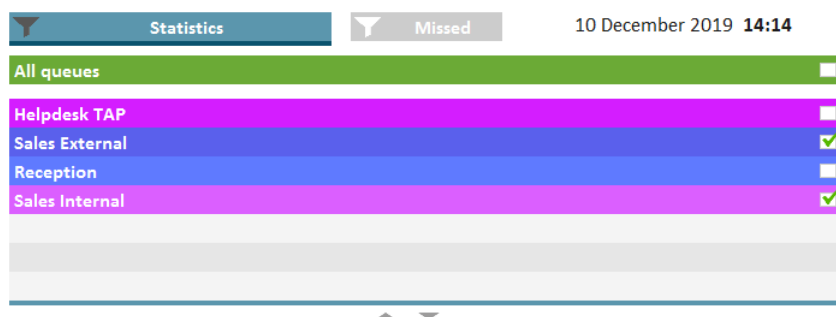 Statistics Missed 10 December 2019 14:14
All queues
Helpdesk TAP
Sales External
Reception
Sales Internal